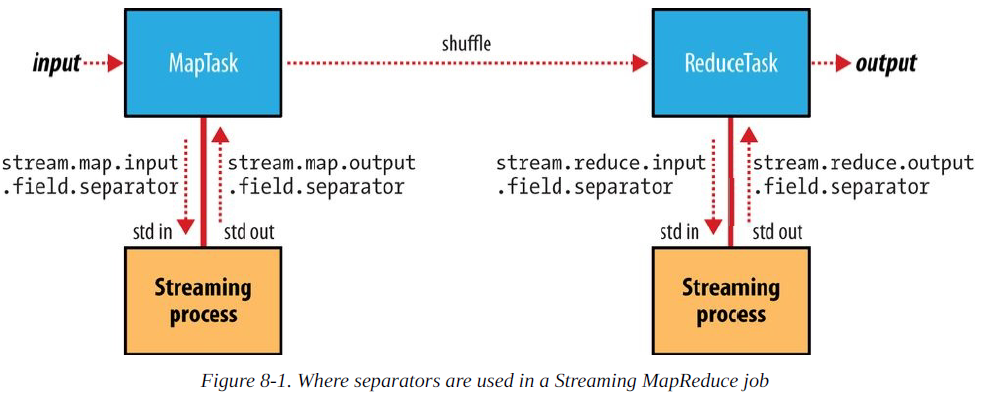 shuffle
input
MapTask
ReduceTask
output
stream.map.input
.field.separator
stream.map.output
.field.separator
stream.reduce.input
.field.separator
stream.reduce.output
.field.separator
std in
std out
std in
std out
Streaming
process
Streaming
process
Figure 8-1. Where separators are used in a Streaming MapReduce job